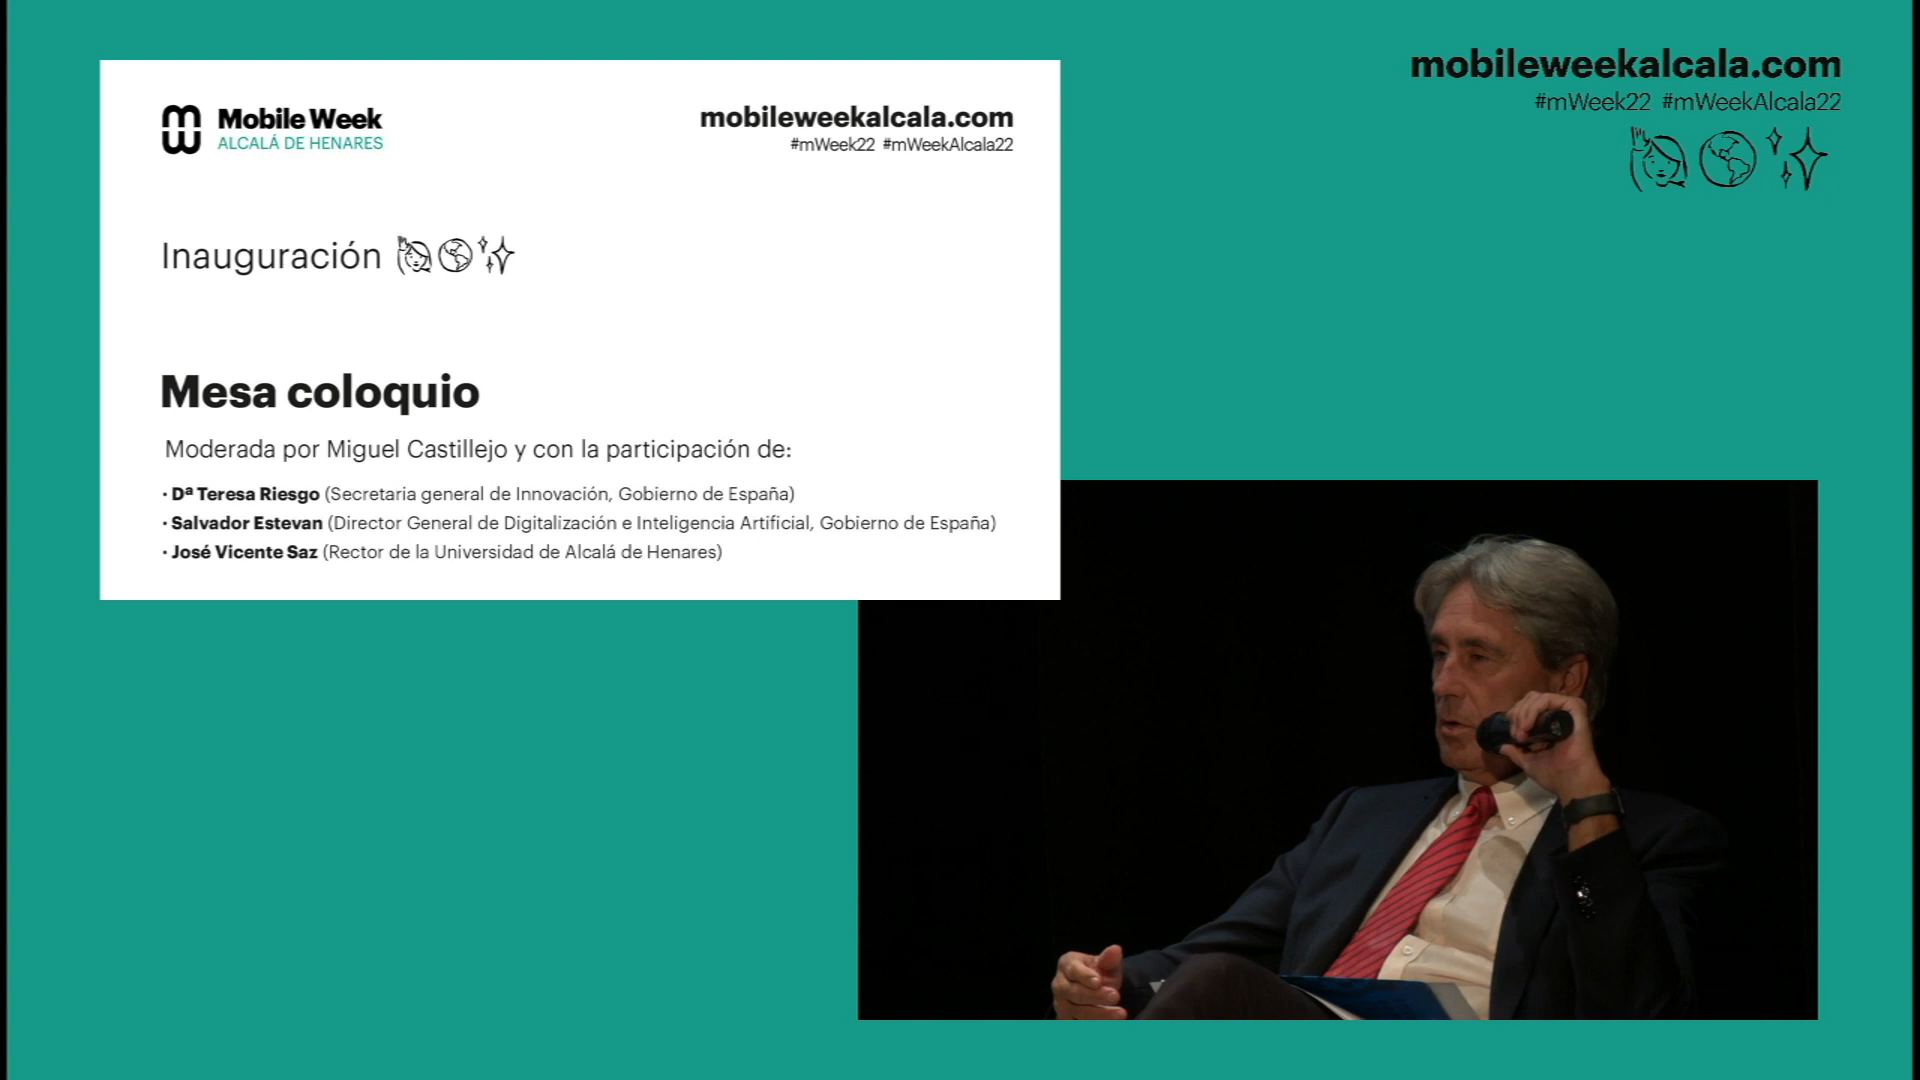 Mobile Week
ALCALÁ DE HENARES
mobileweekalcala.com
#mWeek22 #mWeekAlcala22
Inauguración
Mesa coloquio
Moderada por Miguel Castillejo y con la participación de:
· Dª Teresa Riesgo (Secretaria general de Innovación, Gobierno de España)
· Salvador Estevan (Director General de Digitalización e Inteligencia Artificial, Gobierno de España)
· José Vicente Saz (Rector de la Universidad de Alcalá de Henares)
mobileweekalcala.com
#mWeek22 #mWeekAlcala22